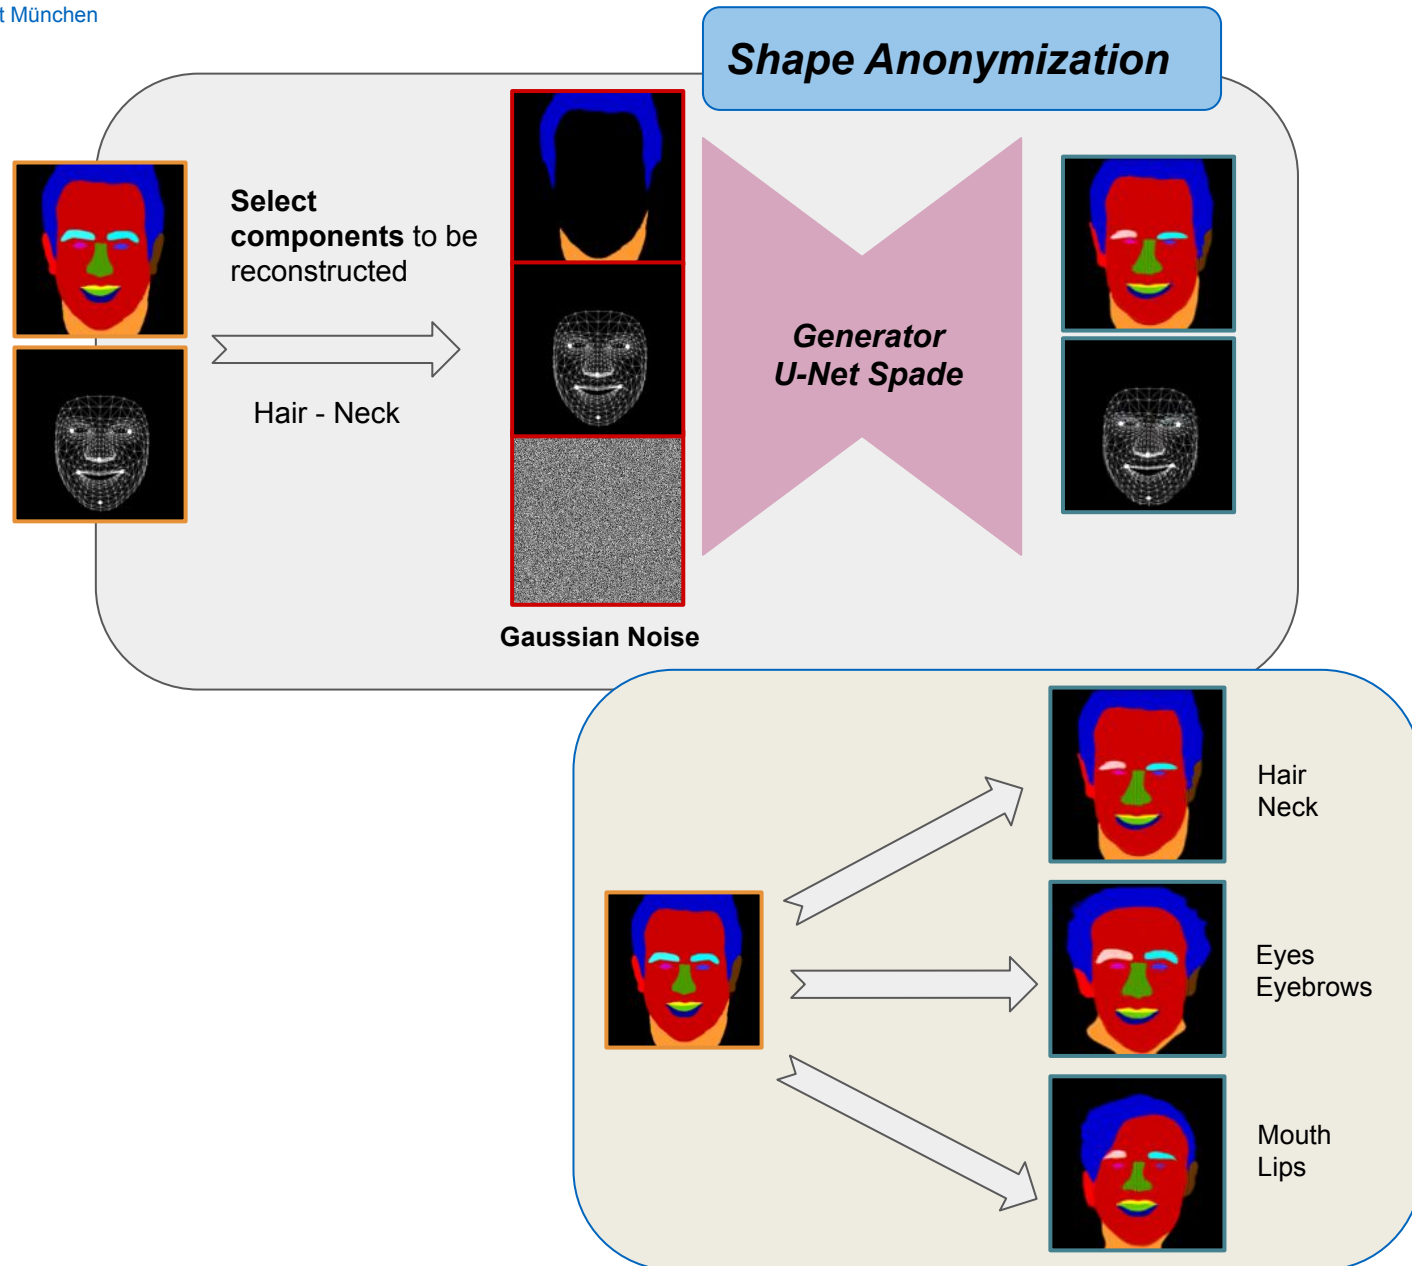 t München
Shape Anonymization
Select
components to be
reconstructed
Hair - Neck
Generator
U-Net Spade
Gaussian Noise
Hair
Neck
Eyes
Eyebrows
Mouth
Lips